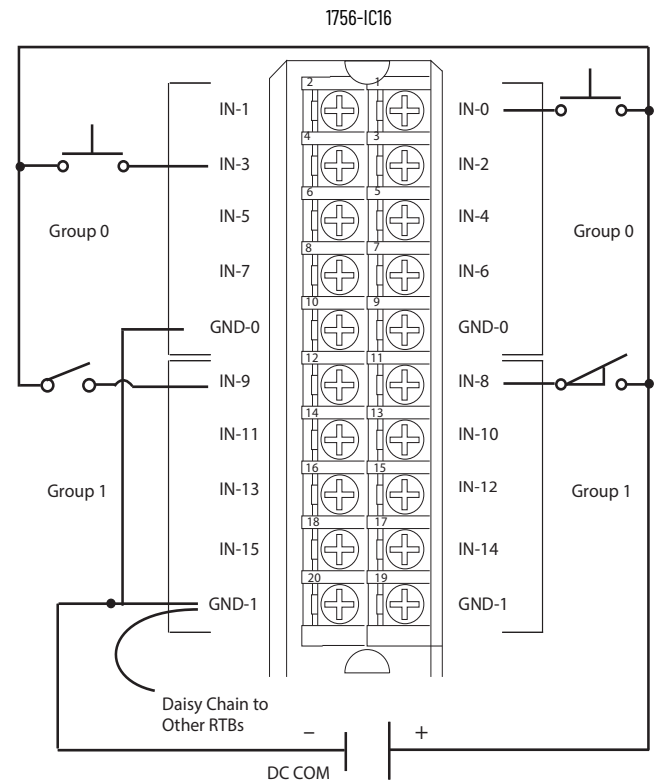 1756-IC16
2 1
IN-1 IN-0
4 3
IN-3 IN-2
6 5
IN-5 IN-4
Group 0 Group 0
8 7
IN-7 IN-6
10 9
GND-0 GND-0
12 11
IN-9 IN-8
14 13
IN-11 IN-10
16 15
IN-13 IN-12
Group 1 Group 1
18 17
IN-15 IN-14
20 19
GND-1 GND-1
Daisy Chain to
Other RTBs
– +
DC COM